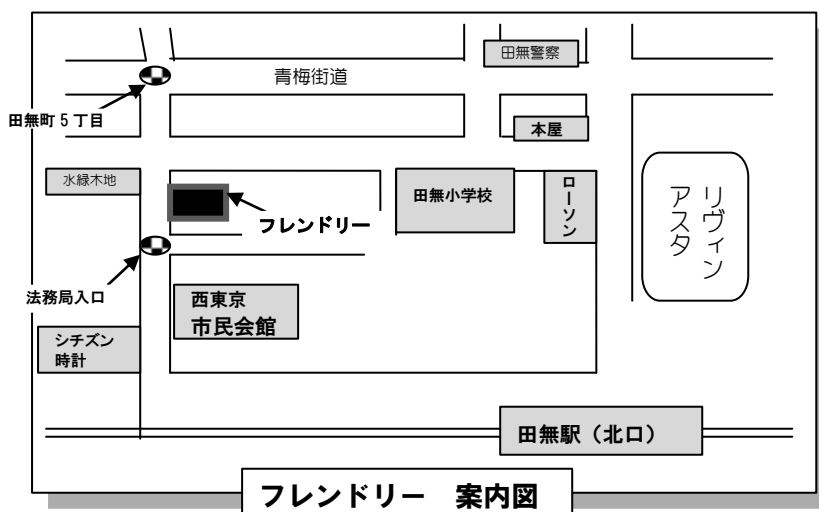 田無警察
青梅街道
田無町5丁目
本屋
水緑木地
フレンドリー
田無小学校
ローソン
リヴィン
アスタ
法務局入口
西東京
市民会館
シチズン
時計
田無駅（北口）
フレンドリー　案内図